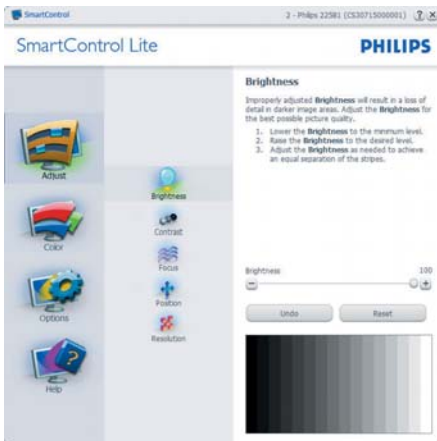 SmartControl
2 - Philips 225B1 (CS30715000001)
SmartControl Lite
PHILIPS
Adjust
Color
Options
Help
Brightness
Contrast
Focus
Position
Resolution
Brightness
Improperly adjusted Brightness will result in a loss of
detail in darker image areas. Adjust the Brightness for
the best possible picture quality.
1. Lower the Brightness to the minimum level.
2. Raise the Brightness to the desired level.
3. Adjust the Brightness as needed to achieve
an equal separation of the stripes.
Brightness 100
Undo
Reset